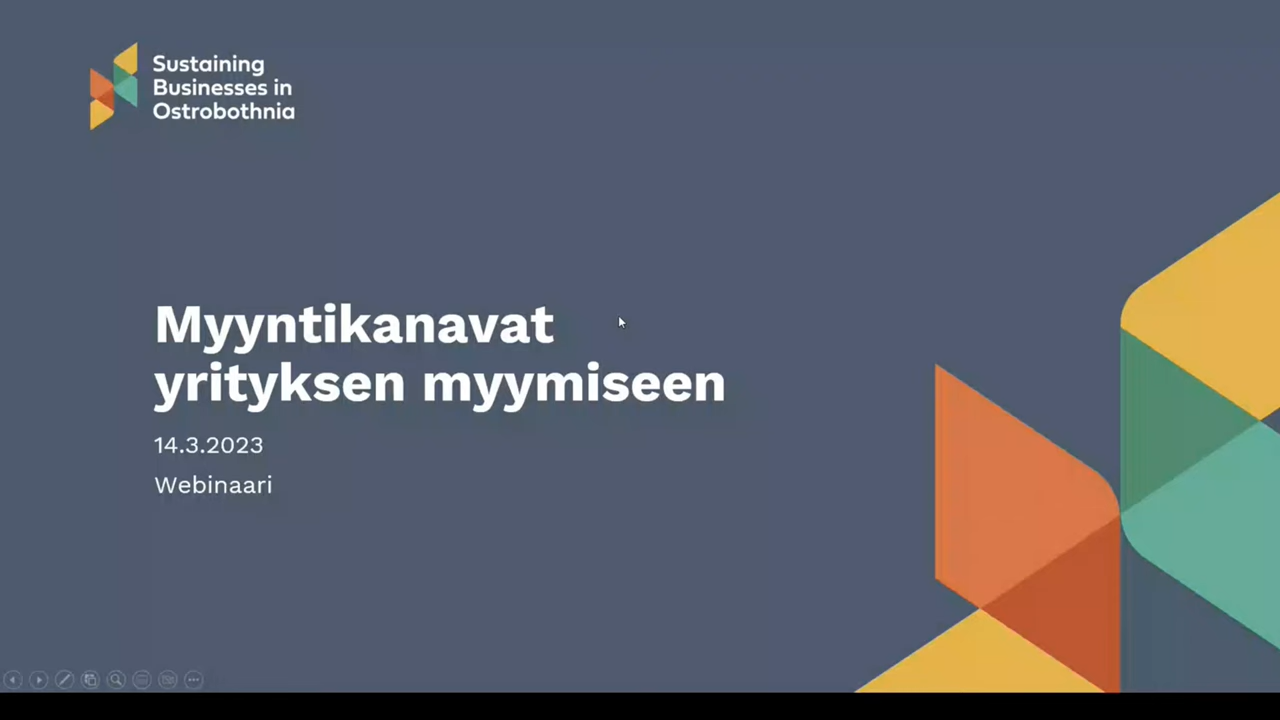 Sustaining
Businesses in
Ostrobothnia
Myyntikanavat
yrityksen myymiseen
14.3.2023
Webinaari